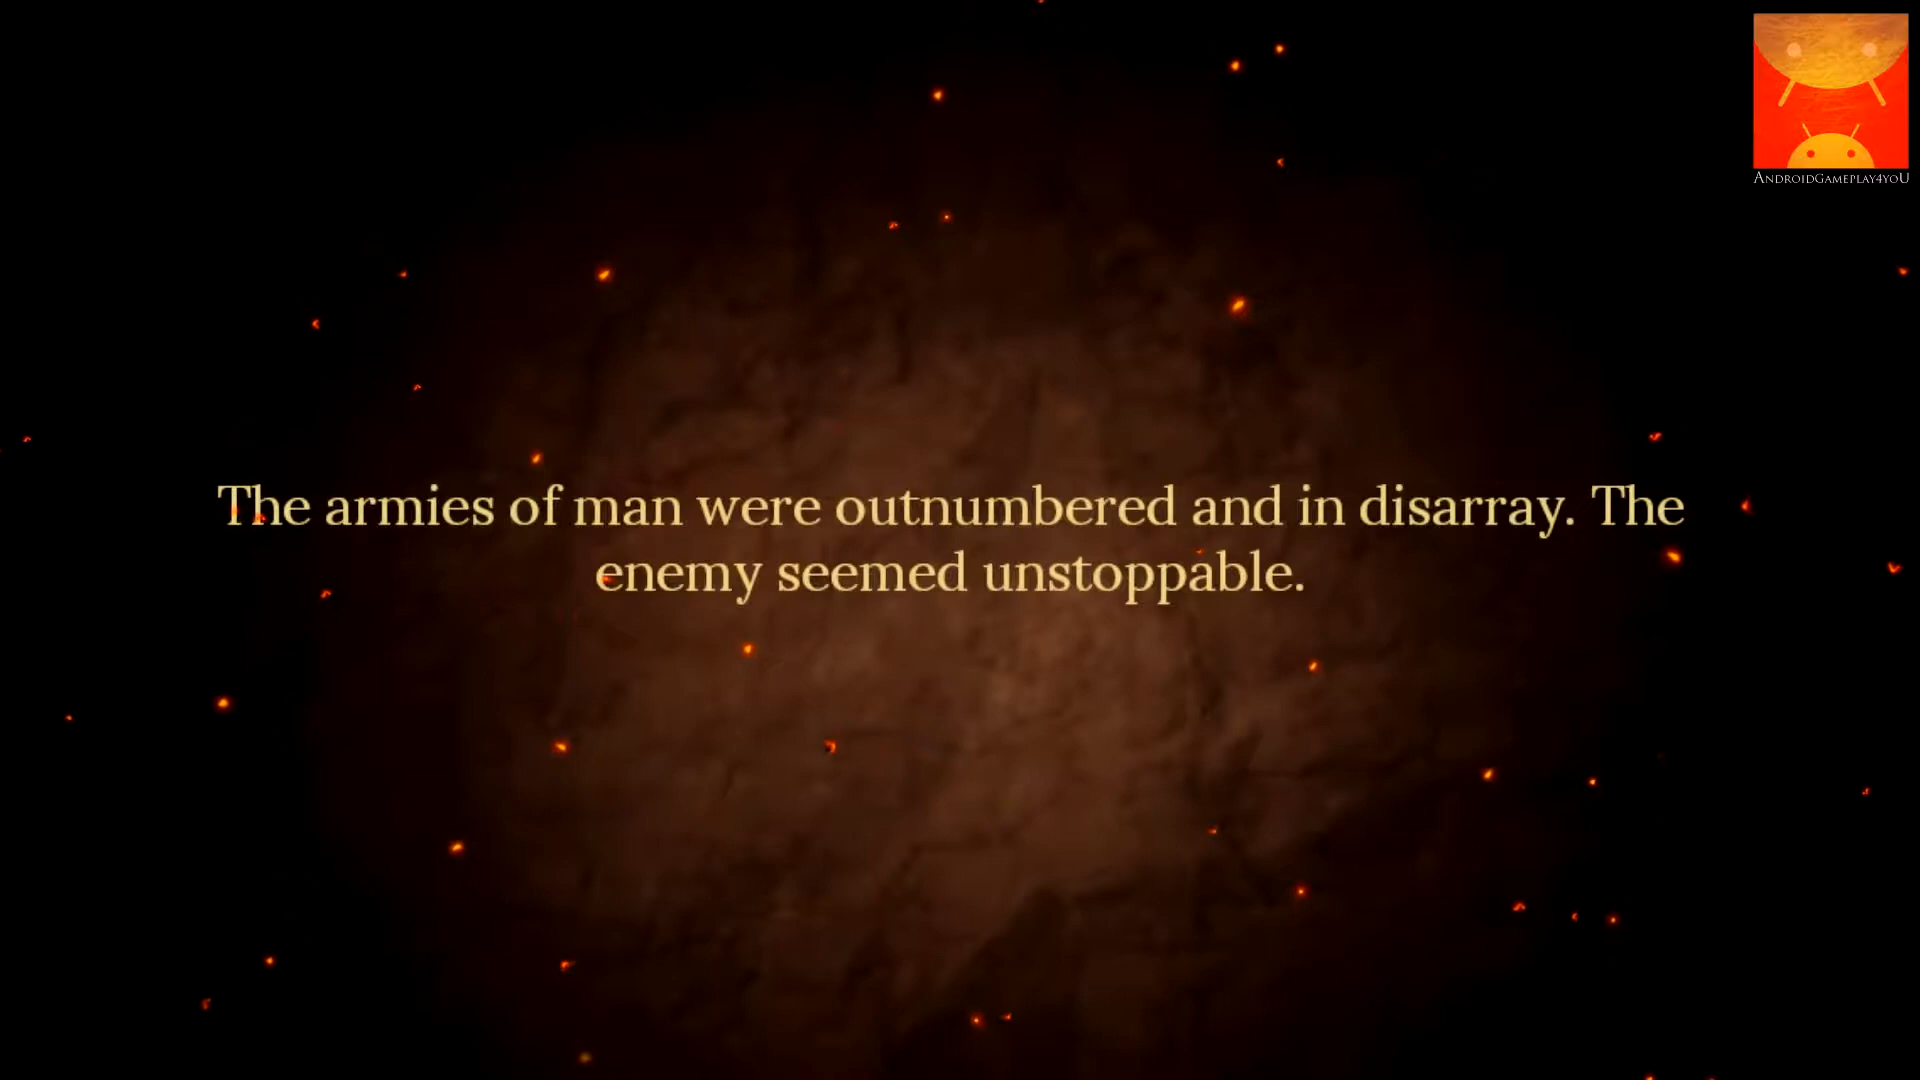 AndroidGameplay4yoU
The armies of man were outnumbered and in disarray. The
enemy seemed unstoppable.